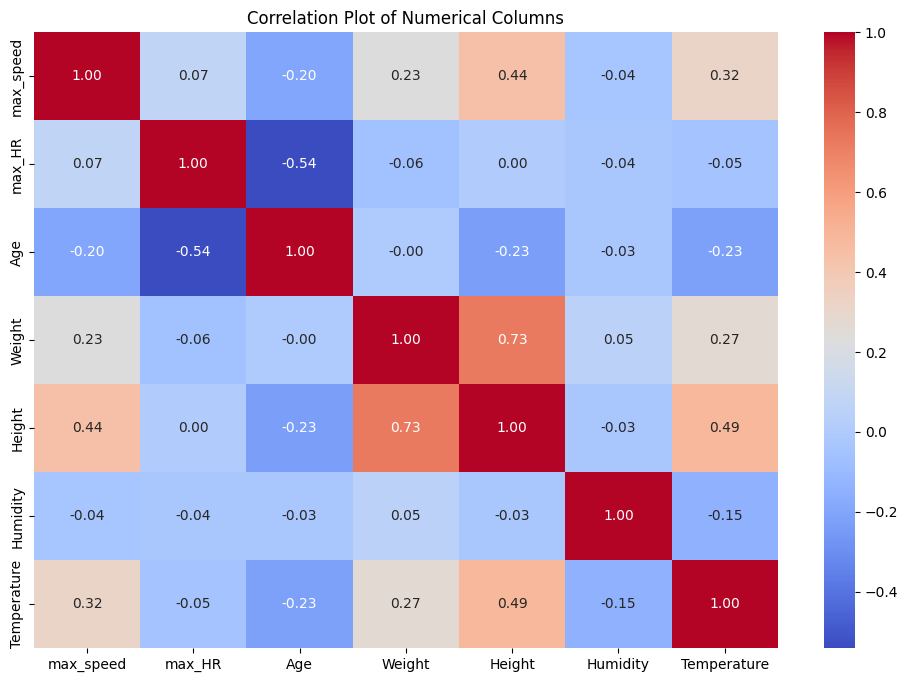 Correlation Plot of Numerical Columns
max_speed 1.00 0.07 -0.20 0.23 0.44 -0.04 0.32
max_HR 0.07 1.00 -0.54 -0.06 0.00 -0.04 -0.05
Age -0.20 -0.54 1.00 -0.00 -0.23 -0.03 -0.23
Weight 0.23 -0.06 -0.00 1.00 0.73 0.05 0.27
Height 0.44 0.00 -0.23 0.73 1.00 -0.03 0.49
Humidity -0.04 -0.04 -0.03 0.05 -0.03 1.00 -0.15
Temperature 0.32 -0.05 -0.23 0.27 0.49 -0.15 1.00
max_speed max_HR Age Weight Height Humidity Temperature
1.0
0.8
0.6
0.4
0.2
0.0
−0.2
−0.4